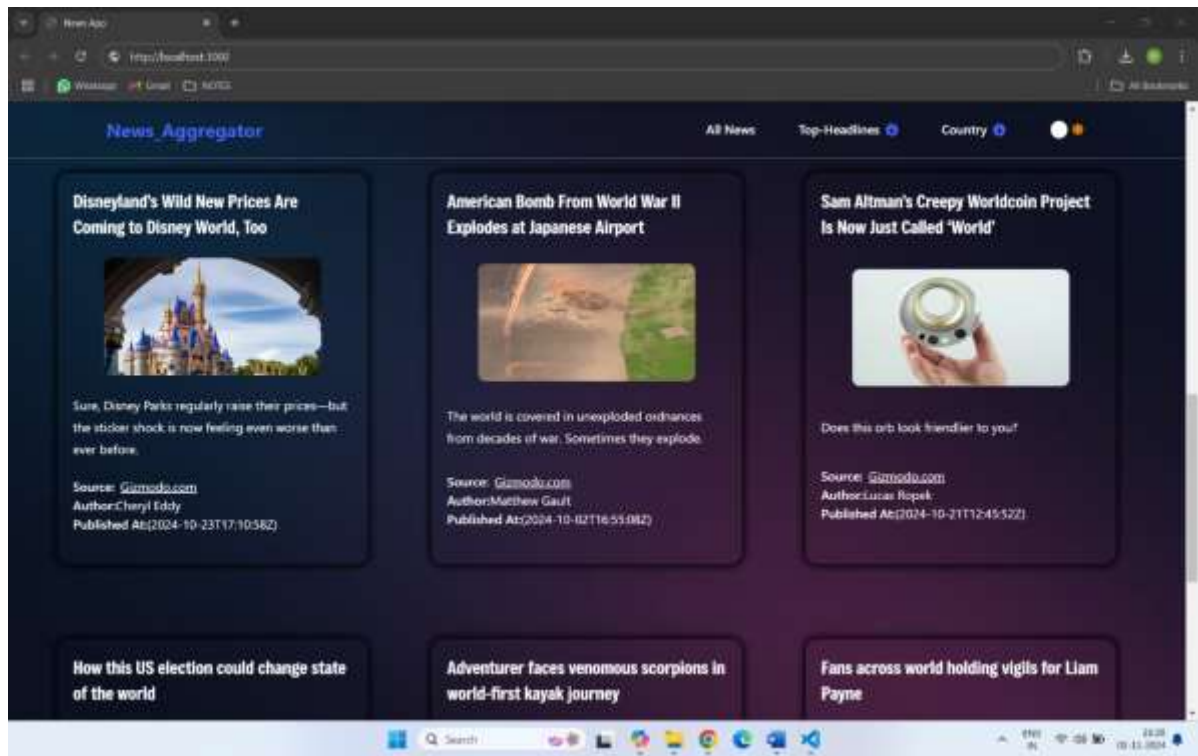 News App
http://localhost:3000
Whatsapp Gmail NOTES All Bookmarks
News_Aggregator
All News Top-Headlines Country
Disneyland's Wild New Prices Are
Coming to Disney World, Too
Sure, Disney Parks regularly raise their prices—but
the sticker shock is now feeling even worse than
ever before.
Source: Gizmodo.com
Author:Cheryl Eddy
Published At:(2024-10-23T17:10:58Z)
American Bomb From World War II
Explodes at Japanese Airport
The world is covered in unexploded ordnances
from decades of war. Sometimes they explode.
Source: Gizmodo.com
Author:Matthew Gault
Published At:(2024-10-02T16:55:08Z)
Sam Altman's Creepy Worldcoin Project
Is Now Just Called ‘World’
Does this orb look friendlier to you?
Source: Gizmodo.com
Author:Lucas Ropek
Published At:(2024-10-21T12:45:52Z)
How this US election could change state
of the world
Adventurer faces venomous scorpions in
world-first kayak journey
Fans across world holding vigils for Liam
Payne
Search
ENG
IN